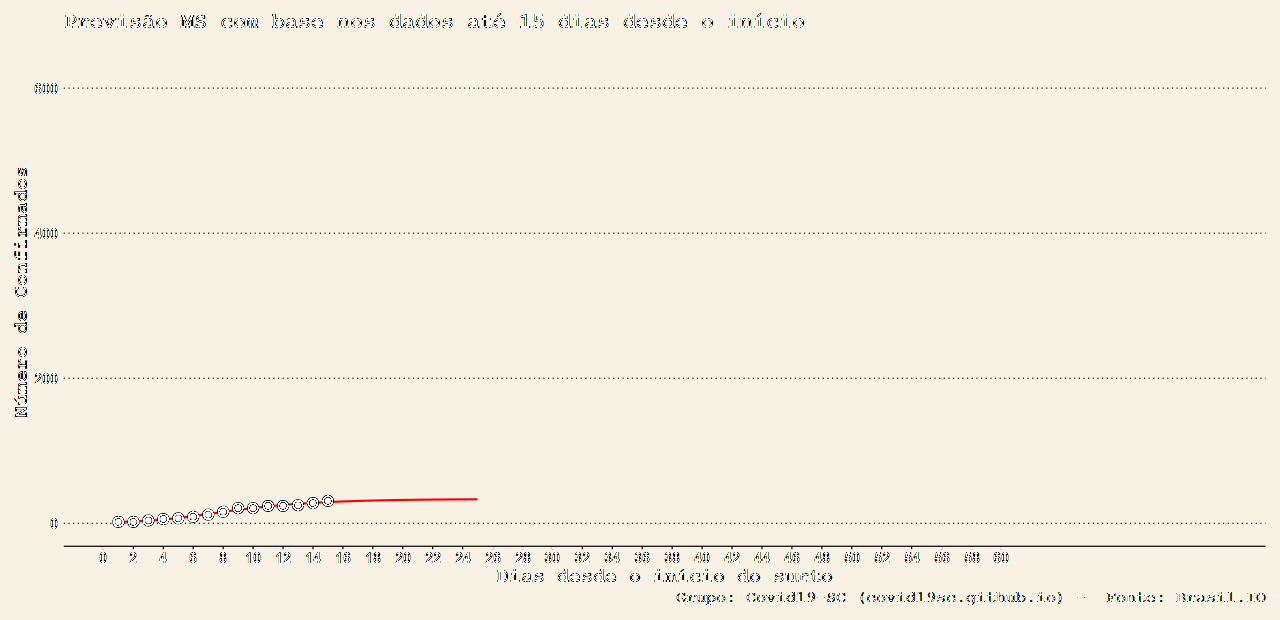 Previsão MS com base nos dados até 15 dias desde o início
Número de Confirmados
6000
4000
2000
0
0 2 4 6 8 10 12 14 16 18 20 22 24 26 28 30 32 34 36 38 40 42 44 46 48 50 52 54 56 58 60
Dias desde o início do surto
Grupo: Covid19-SC (covid19sc.github.io) -- Fonte: Brasil.IO